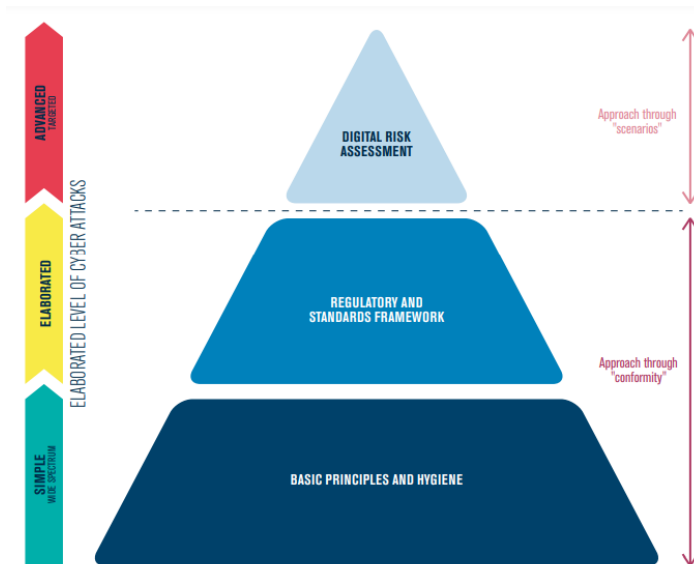 ADVANCED
TARGETED
ELABORATED
SIMPLE
WIDE SPECTRUM
ELABORATED LEVEL OF CYBER ATTACKS
DIGITAL RISK
ASSESSMENT
REGULATORY AND
STANDARDS FRAMEWORK
BASIC PRINCIPLES AND HYGIENE
Approach through
"scenarios"
Approach through
"conformity"